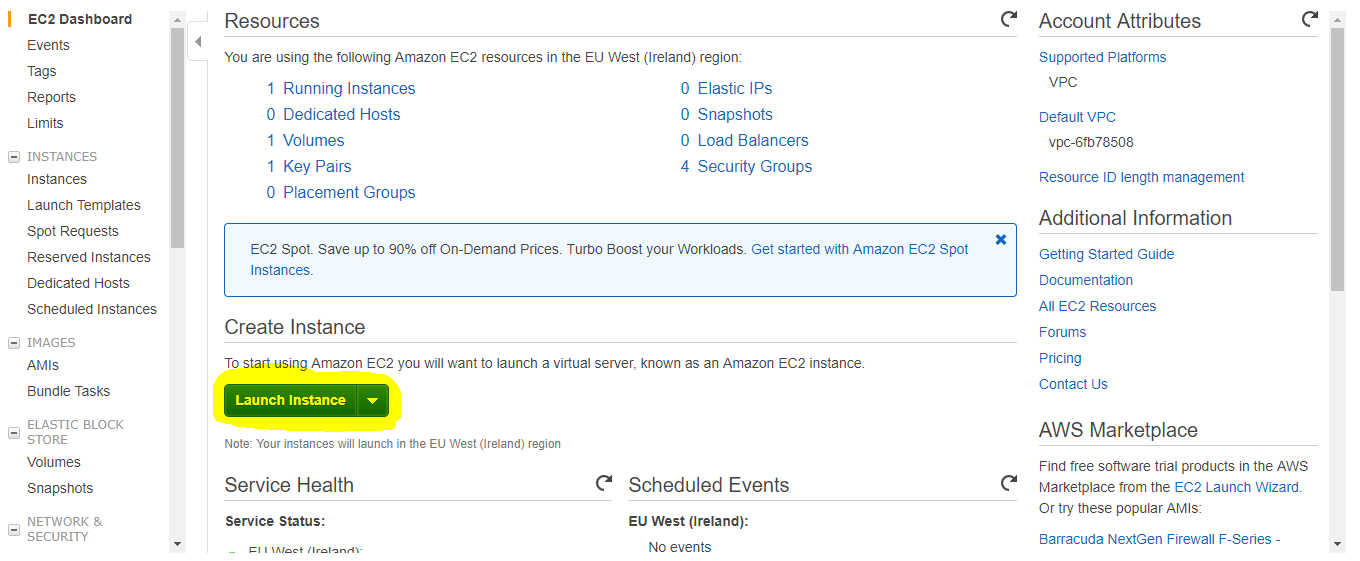 EC2 Dashboard
Events
Tags
Reports
Limits
INSTANCES
Instances
Launch Templates
Spot Requests
Reserved Instances
Dedicated Hosts
Scheduled Instances
IMAGES
AMIs
Bundle Tasks
ELASTIC BLOCK
STORE
Volumes
Snapshots
NETWORK &
SECURITY
Resources
You are using the following Amazon EC2 resources in the EU West (Ireland) region:
1 Running Instances
0 Dedicated Hosts
1 Volumes
1 Key Pairs
0 Placement Groups
0 Elastic IPs
0 Snapshots
0 Load Balancers
4 Security Groups
EC2 Spot. Save up to 90% off On-Demand Prices. Turbo Boost your Workloads. Get started with Amazon EC2 Spot
Instances.
Create Instance
To start using Amazon EC2 you will want to launch a virtual server, known as an Amazon EC2 instance.
Launch Instance
Note: Your instances will launch in the EU West (Ireland) region
Service Health
Service Status:
EU West (Ireland):
Scheduled Events
EU West (Ireland):
No events
Account Attributes
Supported Platforms
VPC
Default VPC
vpc-6fb78508
Resource ID length management
Additional Information
Getting Started Guide
Documentation
All EC2 Resources
Forums
Pricing
Contact Us
AWS Marketplace
Find free software trial products in the AWS
Marketplace from the EC2 Launch Wizard.
Or try these popular AMIs:
Barracuda NextGen Firewall F-Series -